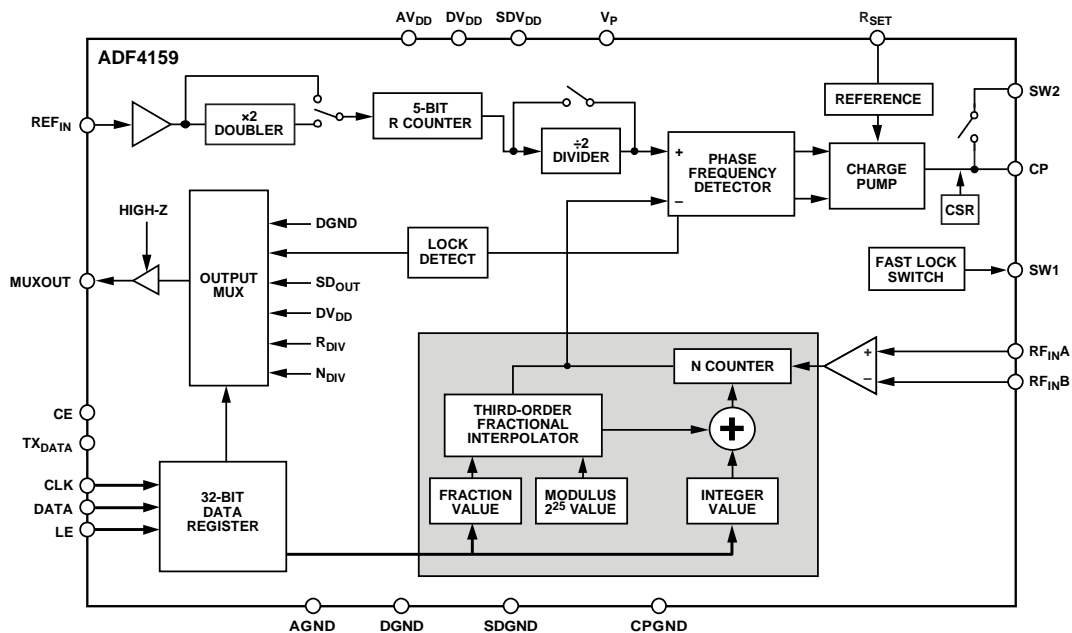 AVDD
DVDD
SDVDD
VP
RSET
ADF4159
REFIN
×2
DOUBLER
5-BIT
R COUNTER
÷2
DIVIDER
+
–
PHASE
FREQUENCY
DETECTOR
REFERENCE
CHARGE
PUMP
SW2
CP
CSR
HIGH-Z
MUXOUT
OUTPUT
MUX
DGND
LOCK
DETECT
SDOUT
DVDD
RDIV
NDIV
FAST LOCK
SWITCH
SW1
N COUNTER
+
–
RFINA
RFINB
THIRD-ORDER
FRACTIONAL
INTERPOLATOR
+
CE
TXDATA
CLK
DATA
LE
32-BIT
DATA
REGISTER
FRACTION
VALUE
MODULUS
2²⁵ VALUE
INTEGER
VALUE
AGND
DGND
SDGND
CPGND